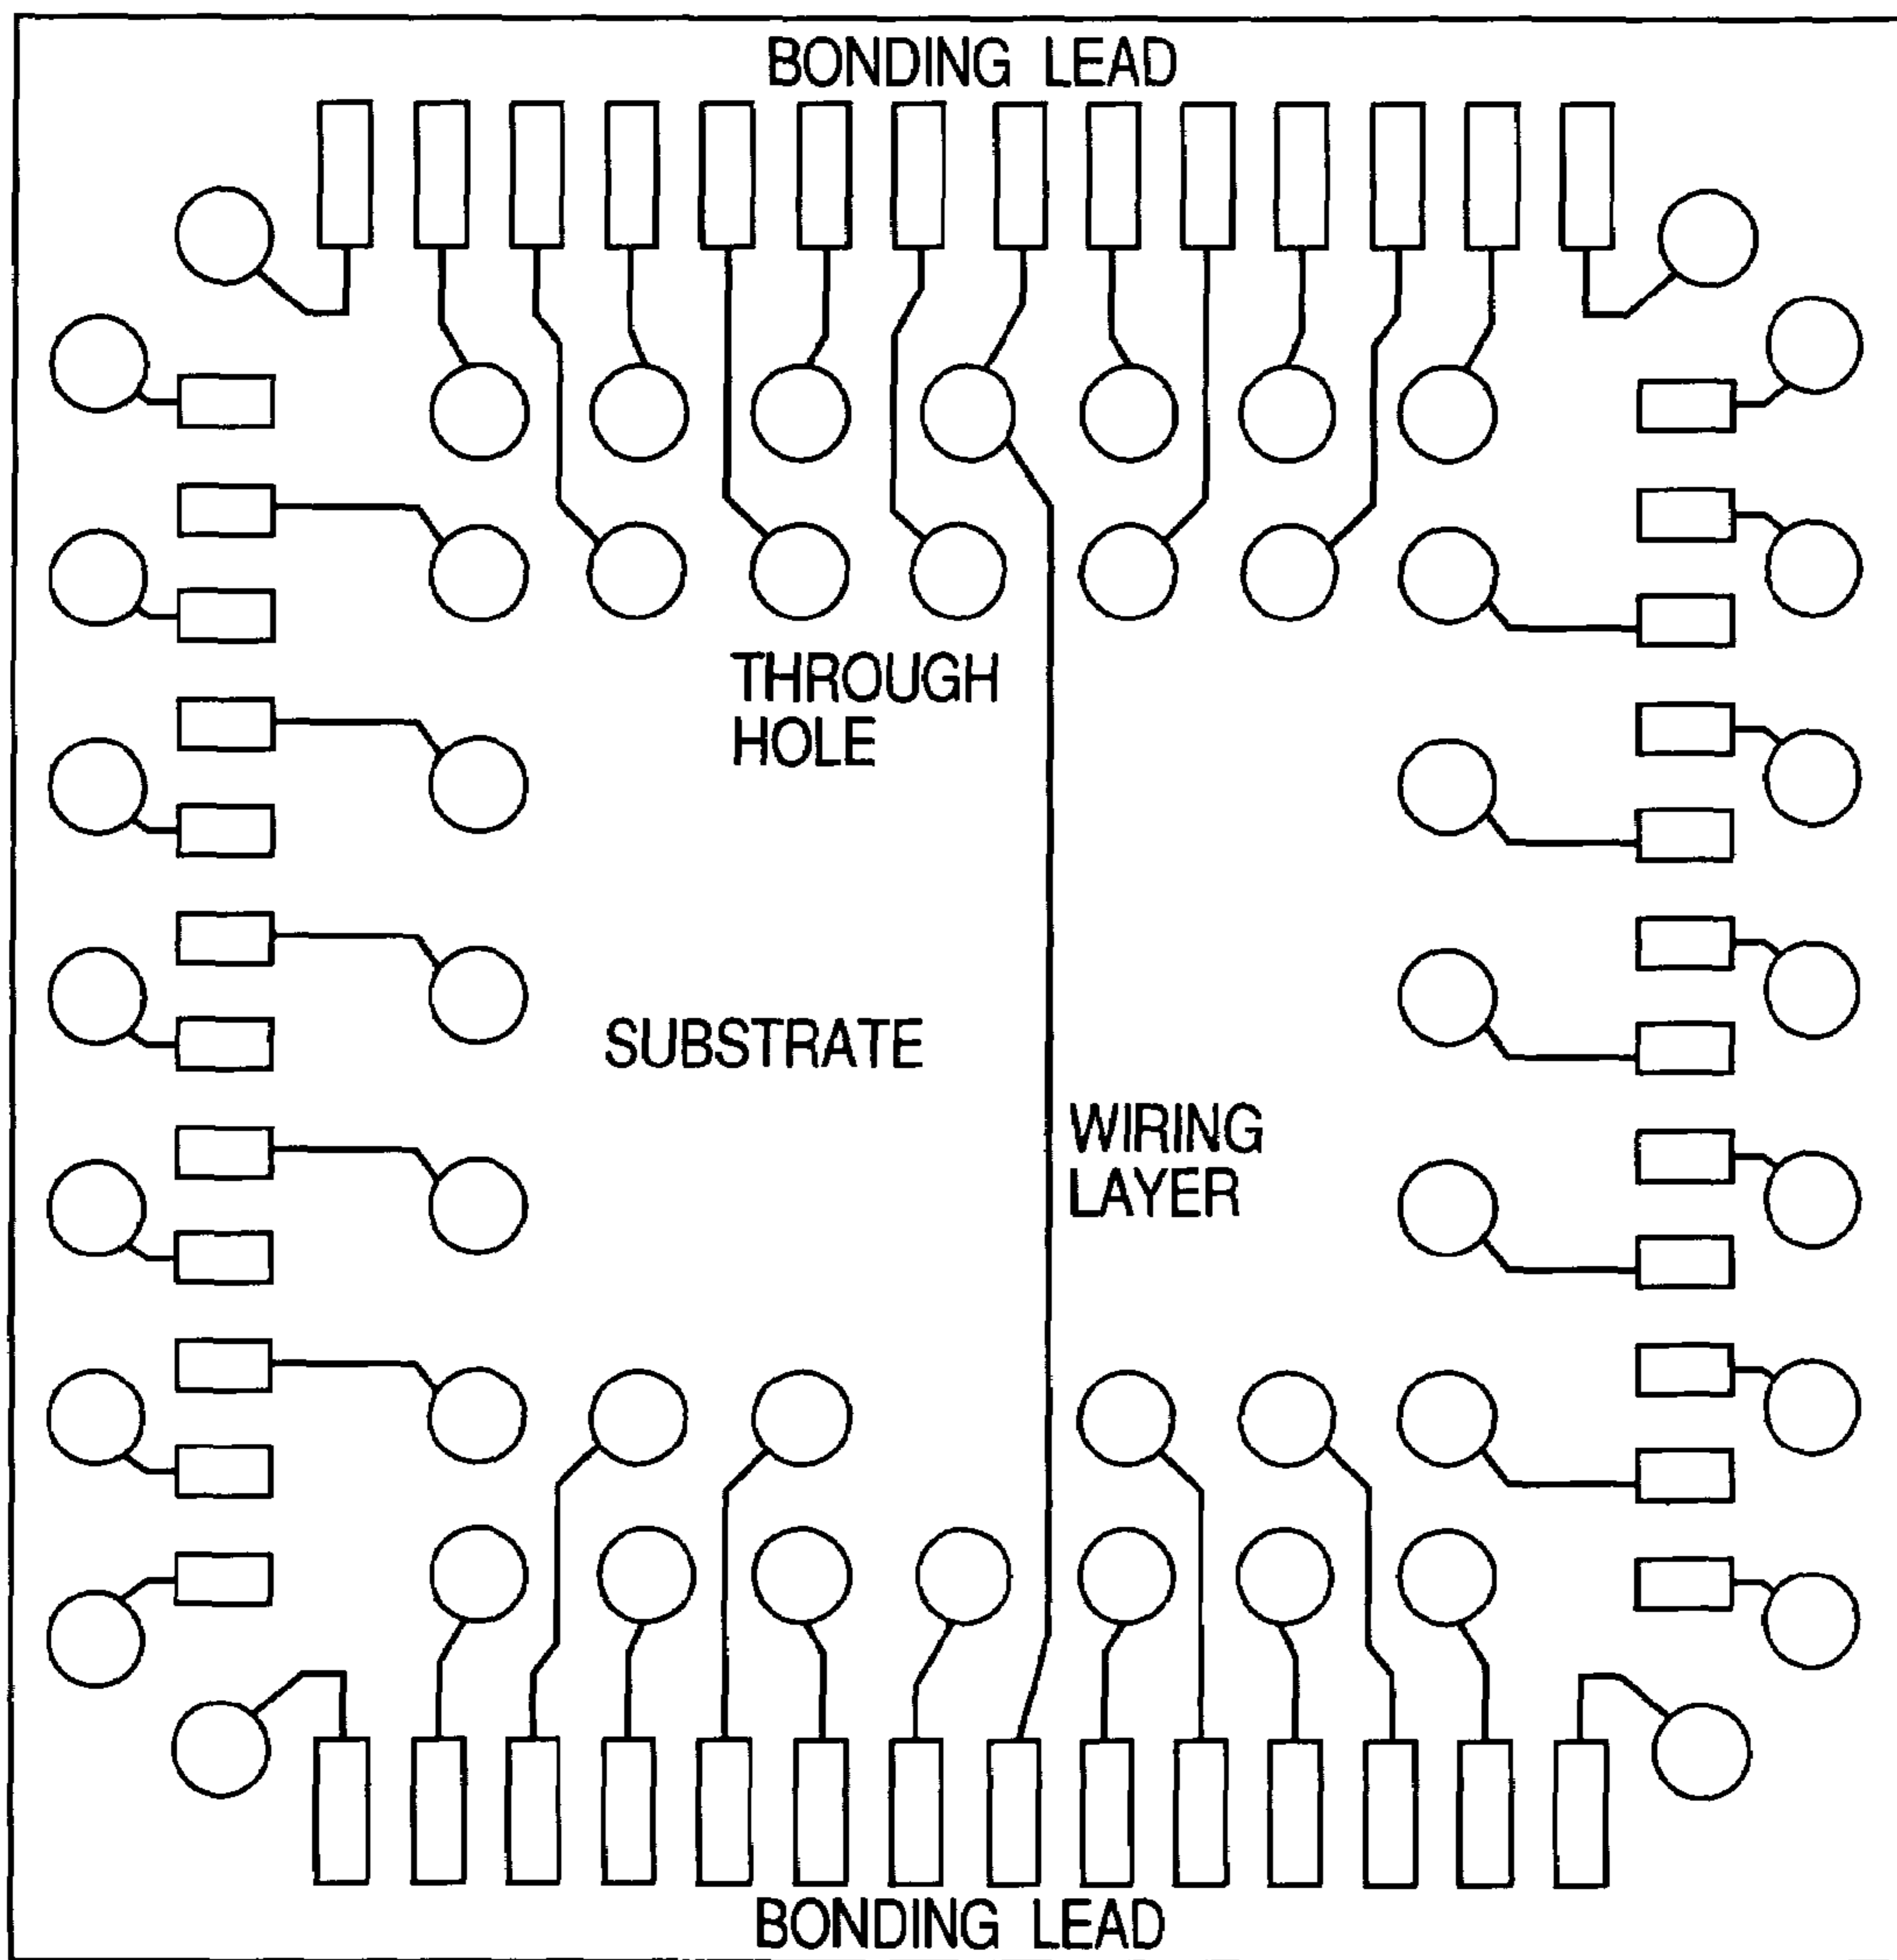 BONDING LEAD
THROUGH
HOLE
SUBSTRATE
WIRING
LAYER
BONDING LEAD